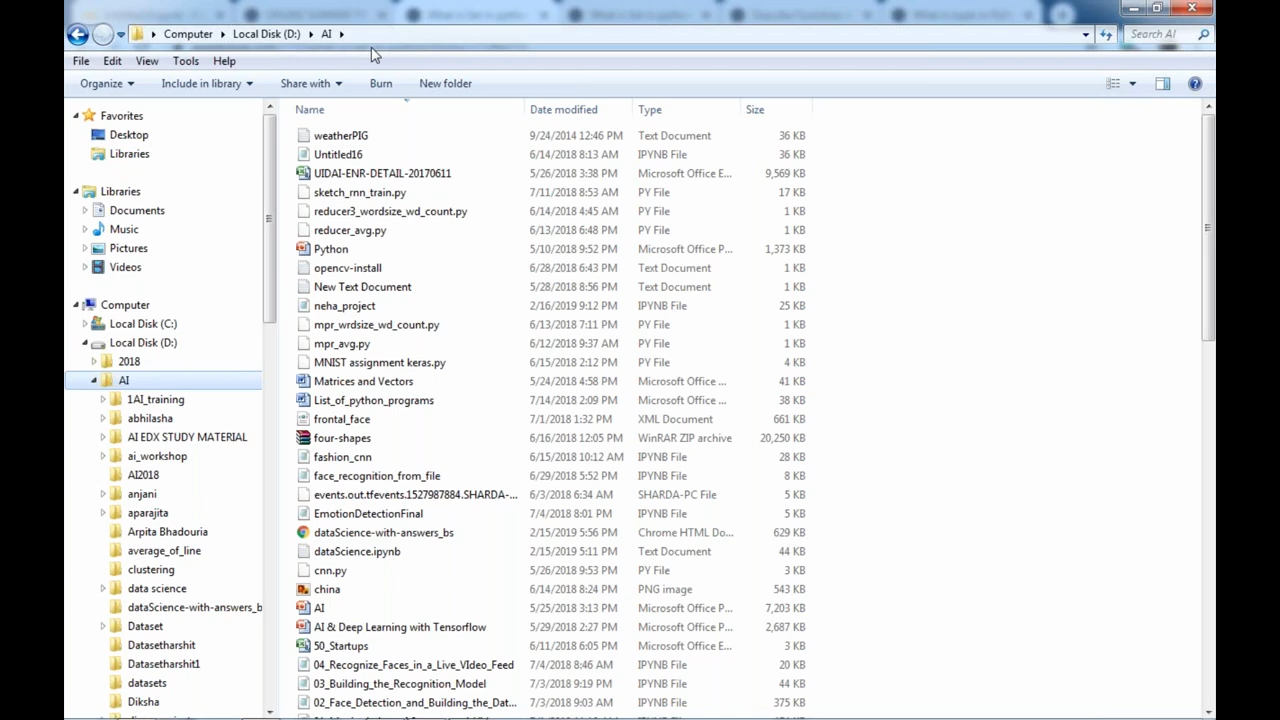 Computer Local Disk (D:) AI Search AI
File Edit View Tools Help
Organize Include in library Share with Burn New folder
Favorites
Desktop
Libraries
Libraries
Documents
Music
Pictures
Videos
Computer
Local Disk (C:)
Local Disk (D:)
2018
AI
1AI_training
abhilasha
AI EDX STUDY MATERIAL
ai_workshop
AI2018
anjani
aparajita
Arpita Bhadouria
average_of_line
clustering
data science
dataScience-with-answers_b
Dataset
Datasetharshit
Datasetharshit1
datasets
Diksha
Name Date modified Type Size
weatherPIG 9/24/2014 12:46 PM Text Document 36 KB
Untitled16 6/14/2018 8:13 AM IPYNB File 36 KB
UIDAI-ENR-DETAIL-20170611 5/26/2018 3:38 PM Microsoft Office E... 9,569 KB
sketch_rnn_train.py 7/11/2018 8:53 AM PY File 17 KB
reducer3_wordsize_wd_count.py 6/14/2018 4:45 AM PY File 1 KB
reducer_avg.py 6/13/2018 6:48 PM PY File 1 KB
Python 5/10/2018 9:52 PM Microsoft Office P... 1,373 KB
opencv-install 6/28/2018 6:43 PM Text Document 1 KB
New Text Document 5/28/2018 8:56 PM Text Document 1 KB
neha_project 2/16/2019 9:12 PM IPYNB File 25 KB
mpr_wrdsize_wd_count.py 6/13/2018 7:11 PM PY File 1 KB
mpr_avg.py 6/12/2018 9:37 AM PY File 1 KB
MNIST assignment keras.py 6/15/2018 2:12 PM PY File 4 KB
Matrices and Vectors 5/24/2018 4:58 PM Microsoft Office ... 41 KB
List_of_python_programs 7/14/2018 2:09 PM Microsoft Office ... 38 KB
frontal_face 7/1/2018 1:32 PM XML Document 661 KB
four-shapes 6/16/2018 12:05 PM WinRAR ZIP archive 20,250 KB
fashion_cnn 6/15/2018 10:12 AM IPYNB File 28 KB
face_recognition_from_file 6/29/2018 5:52 PM IPYNB File 8 KB
events.out.tfevents.1527987884.SHARDA-... 6/3/2018 6:34 AM SHARDA-PC File 5 KB
EmotionDetectionFinal 7/4/2018 8:01 PM IPYNB File 5 KB
dataScience-with-answers_bs 2/15/2019 5:56 PM Chrome HTML Do... 629 KB
dataScience.ipynb 2/15/2019 5:11 PM Text Document 44 KB
cnn.py 5/26/2018 9:53 PM PY File 1 KB
china 6/14/2018 8:24 PM PNG image 543 KB
AI 5/25/2018 3:13 PM Microsoft Office P... 7,203 KB
AI & Deep Learning with Tensorflow 5/29/2018 2:27 PM Microsoft Office P... 2,687 KB
50_Startups 6/11/2018 6:05 PM Microsoft Office E... 3 KB
04_Recognize_Faces_in_a_Live_VIdeo_Feed 7/4/2018 8:46 AM IPYNB File 20 KB
03_Building_the_Recognition_Model 7/3/2018 9:19 PM IPYNB File 44 KB
02_Face_Detection_and_Building_the_Dat... 7/3/2018 9:03 AM IPYNB File 375 KB